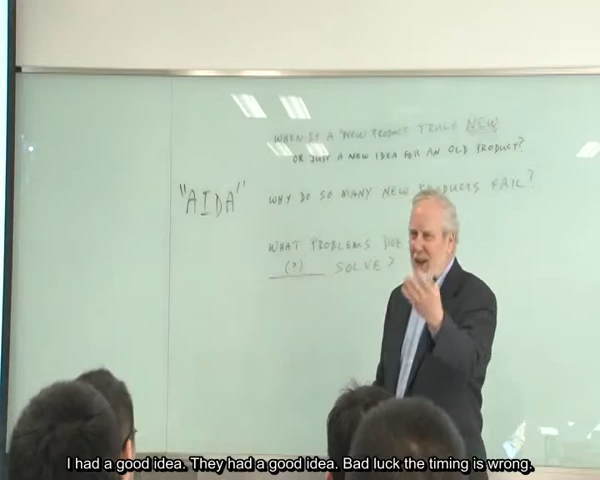 WHEN IS A "NEW PRODUCT" TRULY NEW
OR JUST A NEW IDEA FOR AN OLD PRODUCT?
"AIDA"
WHY DO SO MANY NEW PRODUCTS FAIL?
WHAT PROBLEMS
(?) SOLVE?
I had a good idea. They had a good idea. Bad luck the timing is wrong.